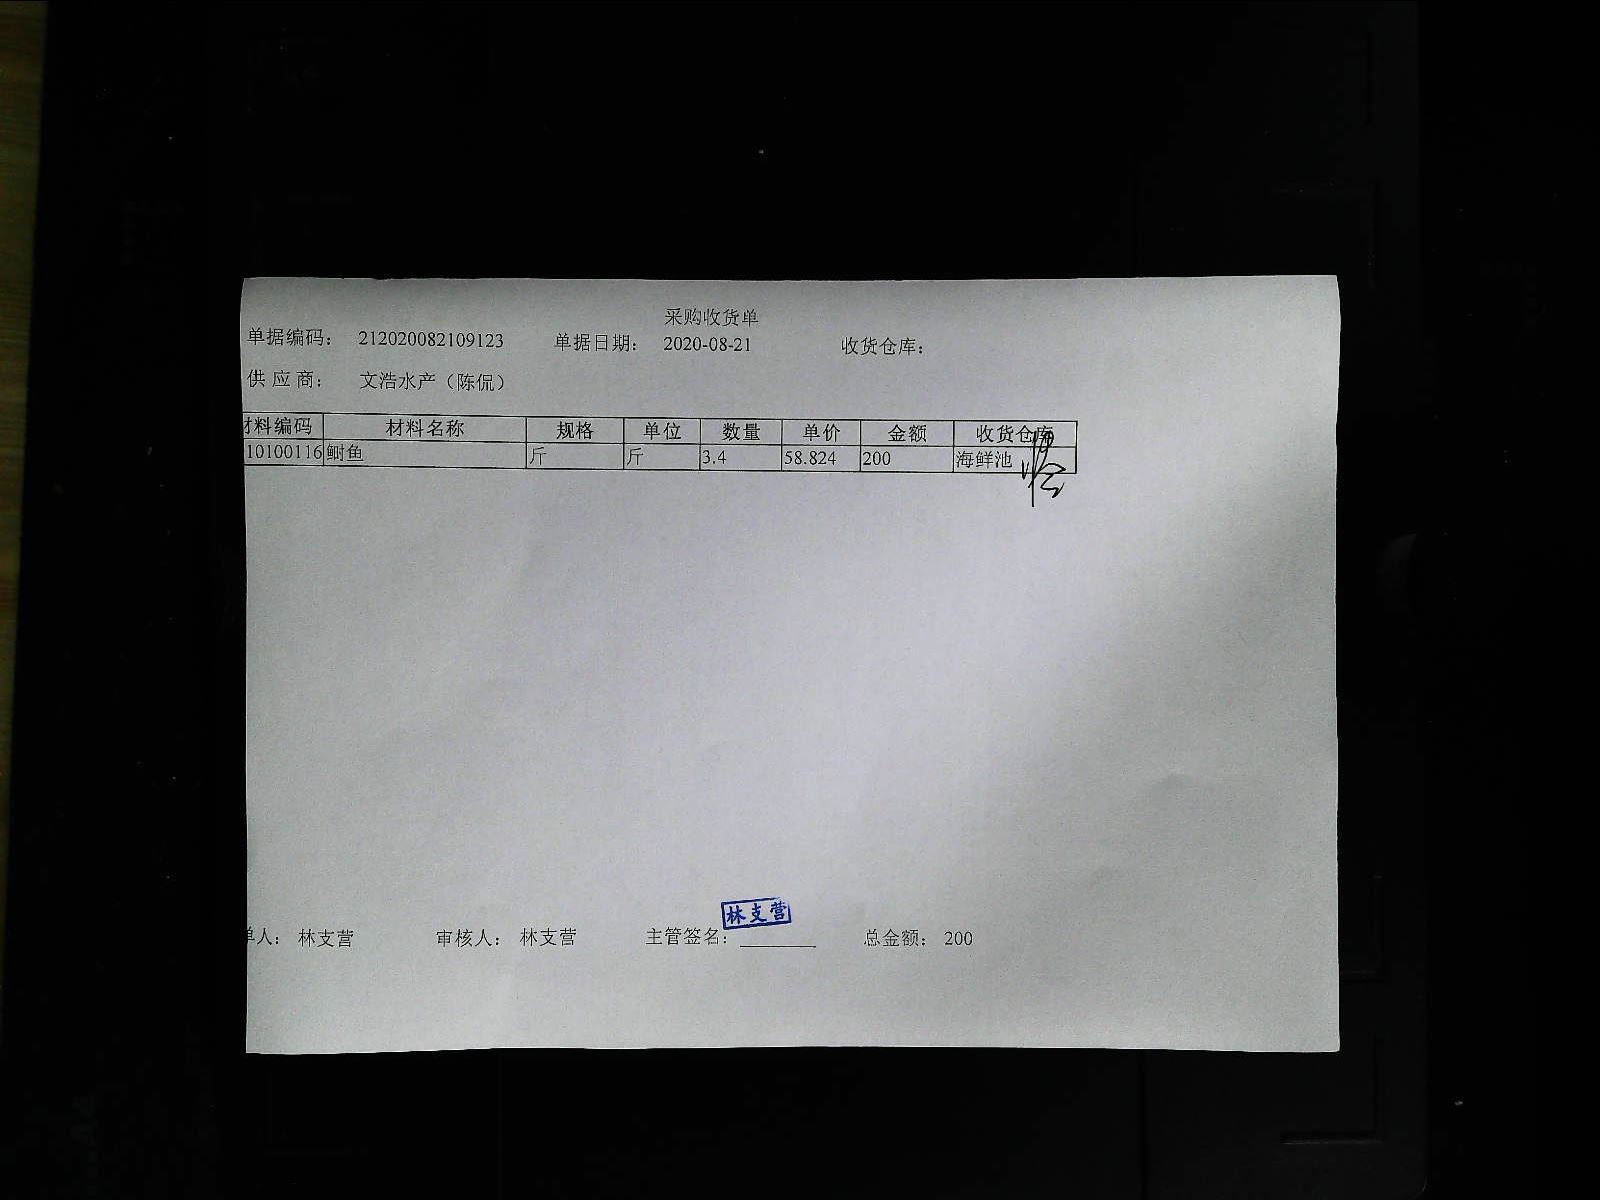 采购收货单
单据编码： 212020082109123 单据日期： 2020-08-21 收货仓库：
供 应 商： 文浩水产（陈侃）
材料编码 材料名称 规格 单位 数量 单价 金额 收货仓库
10100116 鲥鱼 斤 斤 3.4 58.824 200 海鲜池
林支营
单人： 林支营 审核人： 林支营 主管签名： 总金额： 200